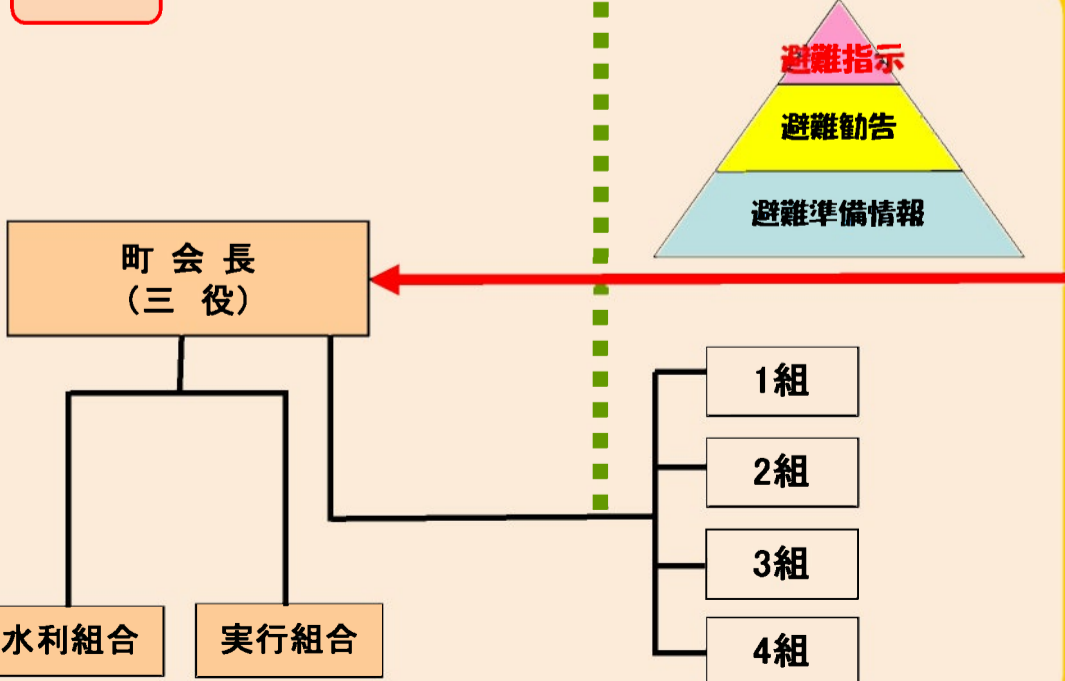 避難指示
避難勧告
避難準備情報
町会長
(三役)
1組
2組
3組
4組
水利組合
実行組合